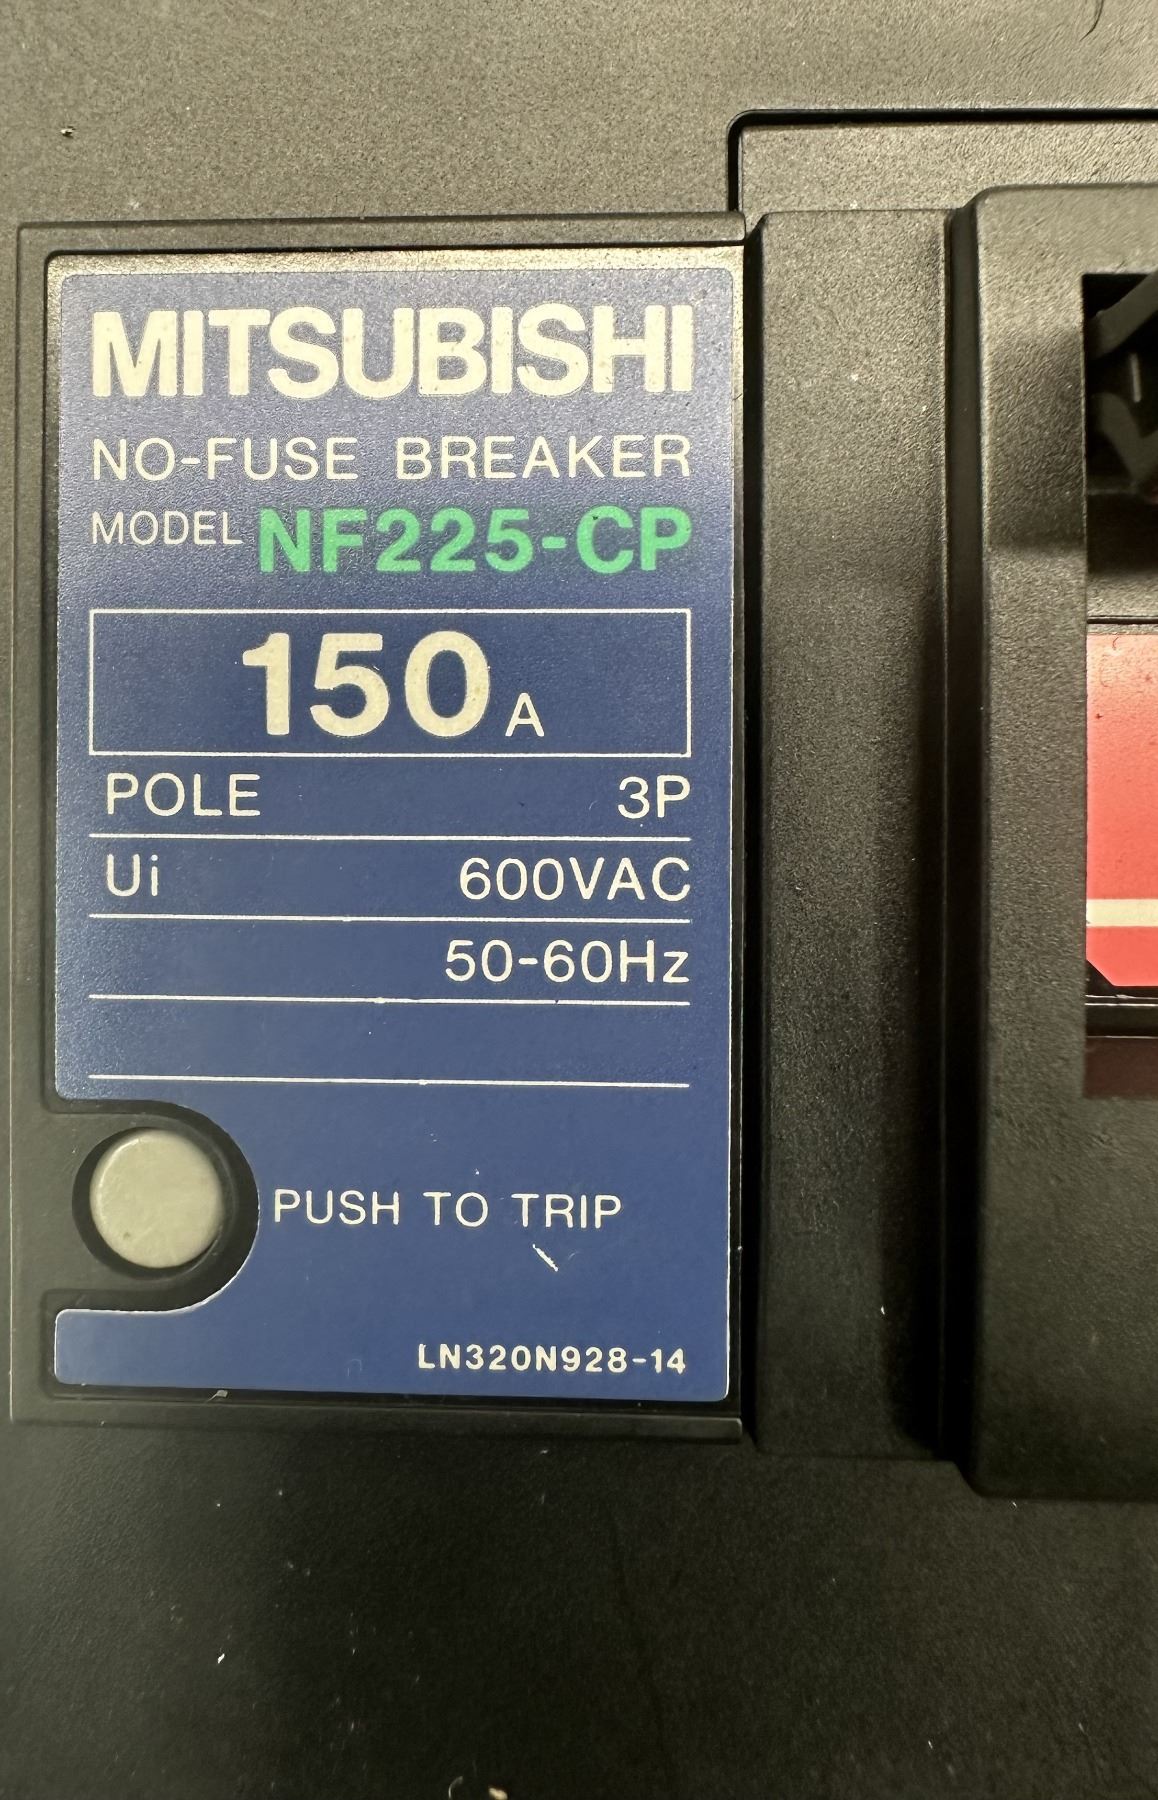 MITSUBISHI
NO-FUSE BREAKER
MODEL NF225-CP
150 A
POLE 3P
Ui 600VAC
50-60Hz
PUSH TO TRIP
LN320N928-14